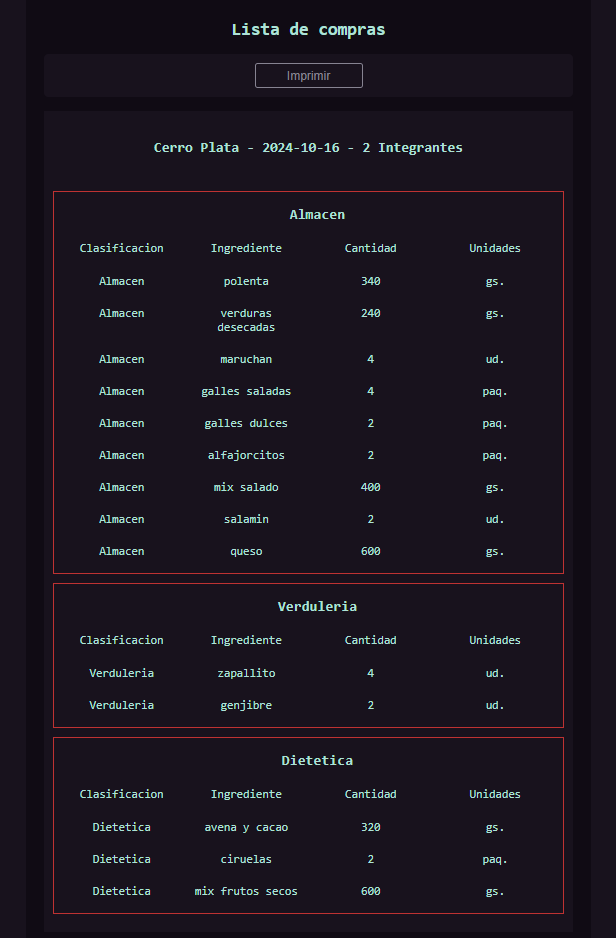 Lista de compras
Imprimir
Cerro Plata - 2024-10-16 - 2 Integrantes
Almacen
Clasificacion Ingrediente Cantidad Unidades
Almacen polenta 340 gs.
Almacen verduras 240 gs.
desecadas
Almacen maruchan 4 ud.
Almacen galles saladas 4 paq.
Almacen galles dulces 2 paq.
Almacen alfajorcitos 2 paq.
Almacen mix salado 400 gs.
Almacen salamin 2 ud.
Almacen queso 600 gs.
Verduleria
Clasificacion Ingrediente Cantidad Unidades
Verduleria zapallito 4 ud.
Verduleria genjibre 2 ud.
Dietetica
Clasificacion Ingrediente Cantidad Unidades
Dietetica avena y cacao 320 gs.
Dietetica ciruelas 2 paq.
Dietetica mix frutos secos 600 gs.